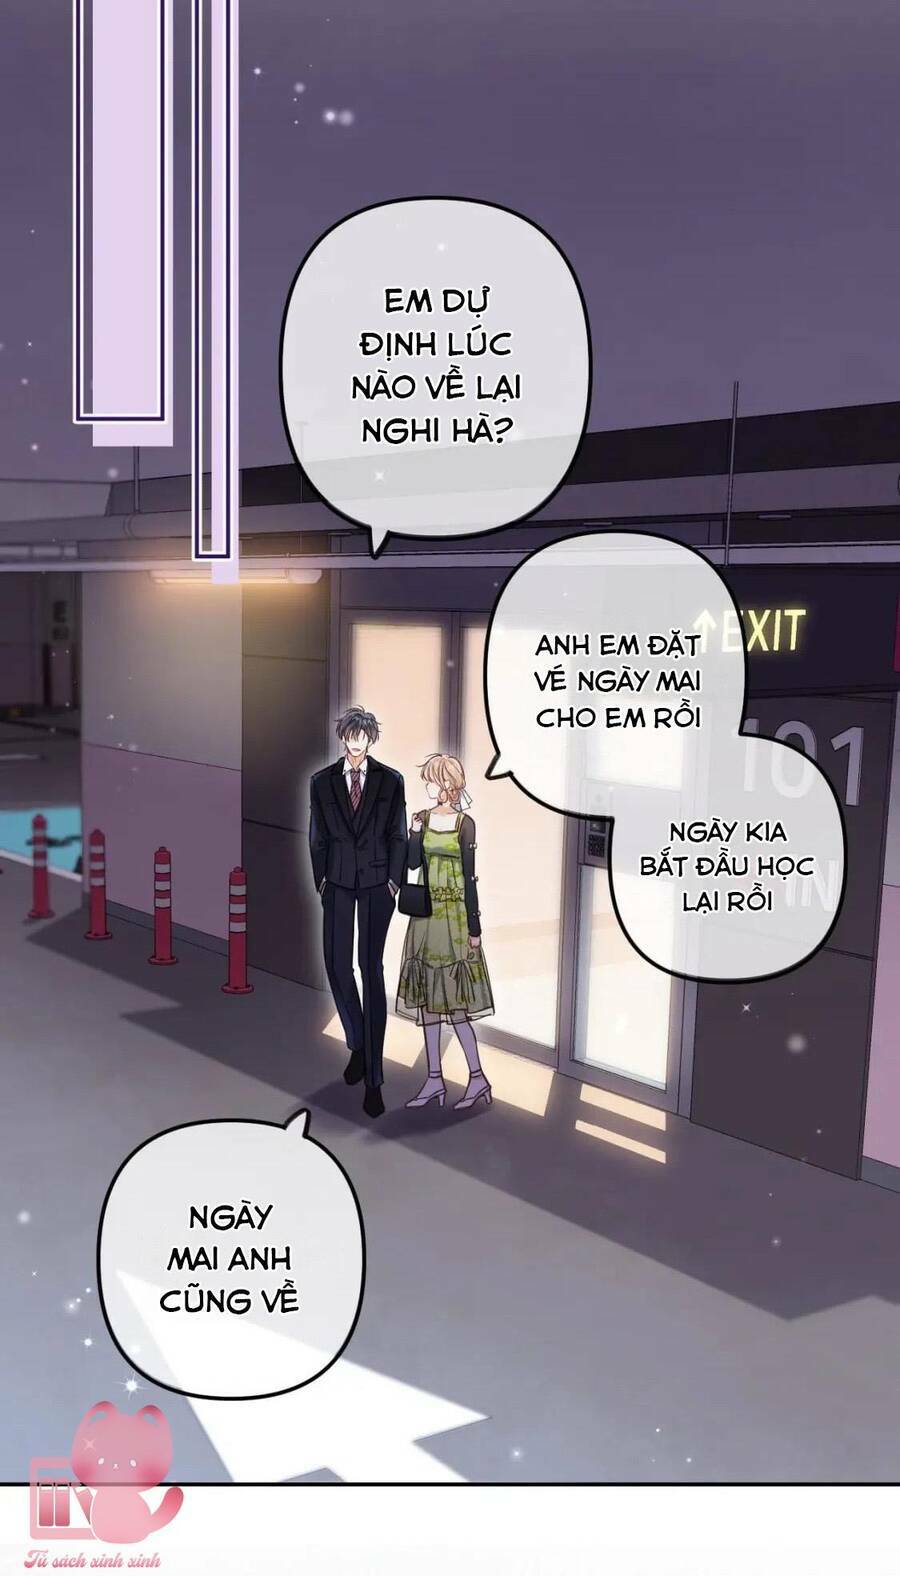 EM DỰ
ĐỊNH LÚC
NÀO VỀ LẠI
NGHI HÀ?
ANH EM ĐẶT
VÉ NGÀY MAI
CHO EM RỒI
↑EXIT
101
NGÀY KIA
BẮT ĐẦU HỌC
LẠI RỒI
IN
NGÀY
MAI ANH
CŨNG VỀ
Tủ sách xinh xinh